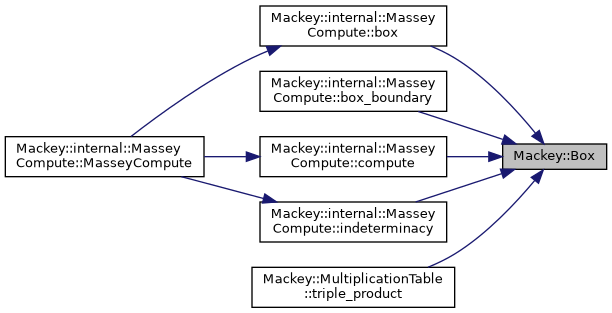 Mackey::internal::Massey
Compute::box
Mackey::internal::Massey
Compute::box_boundary
Mackey::internal::Massey
Compute::MasseyCompute
Mackey::internal::Massey
Compute::compute
Mackey::Box
Mackey::internal::Massey
Compute::indeterminacy
Mackey::MultiplicationTable
::triple_product